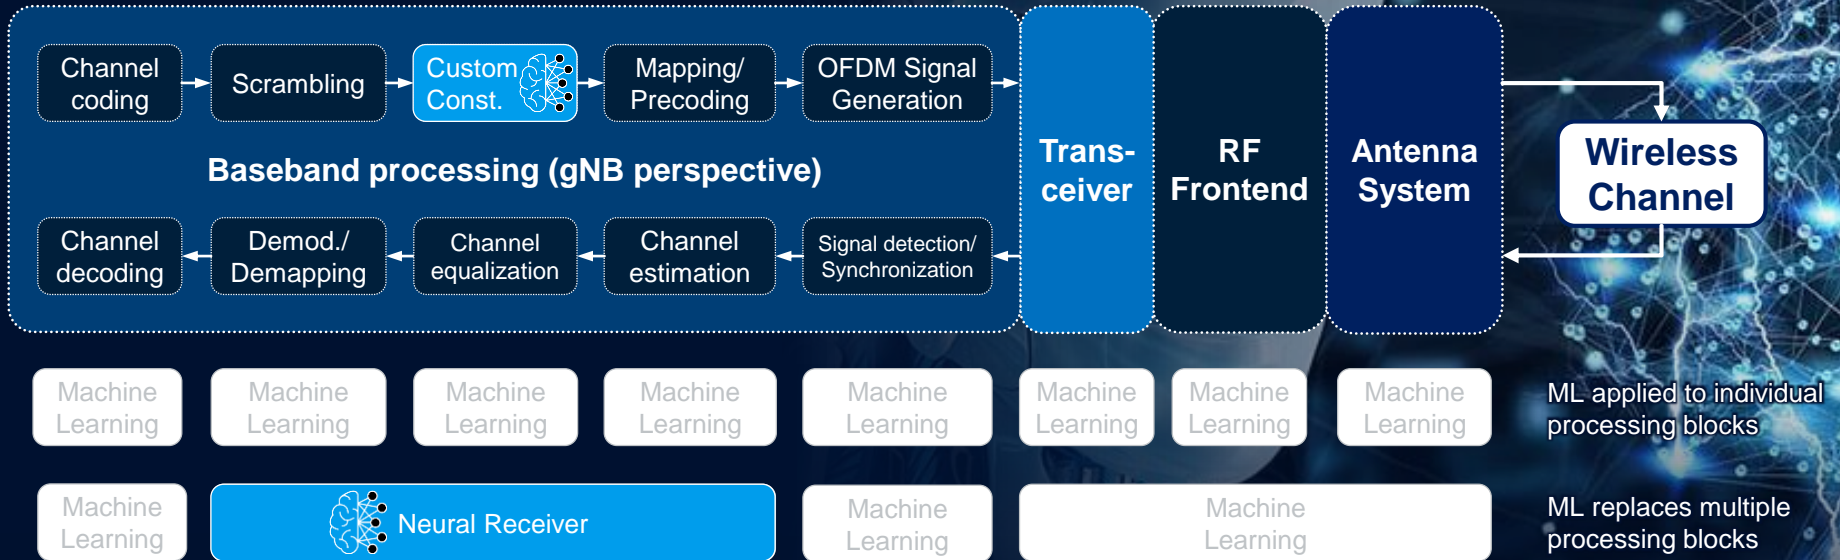 Channel
coding
Scrambling
Custom
Const.
Mapping/
Precoding
OFDM Signal
Generation
Baseband processing (gNB perspective)
Channel
decoding
Demod./
Demapping
Channel
equalization
Channel
estimation
Signal detection/
Synchronization
Trans-
ceiver
RF
Frontend
Antenna
System
Wireless
Channel
Machine
Learning
Machine
Learning
Machine
Learning
Machine
Learning
Machine
Learning
Machine
Learning
Machine
Learning
Machine
Learning
ML applied to individual
processing blocks
Machine
Learning
Neural Receiver
Machine
Learning
Machine
Learning
ML replaces multiple
processing blocks